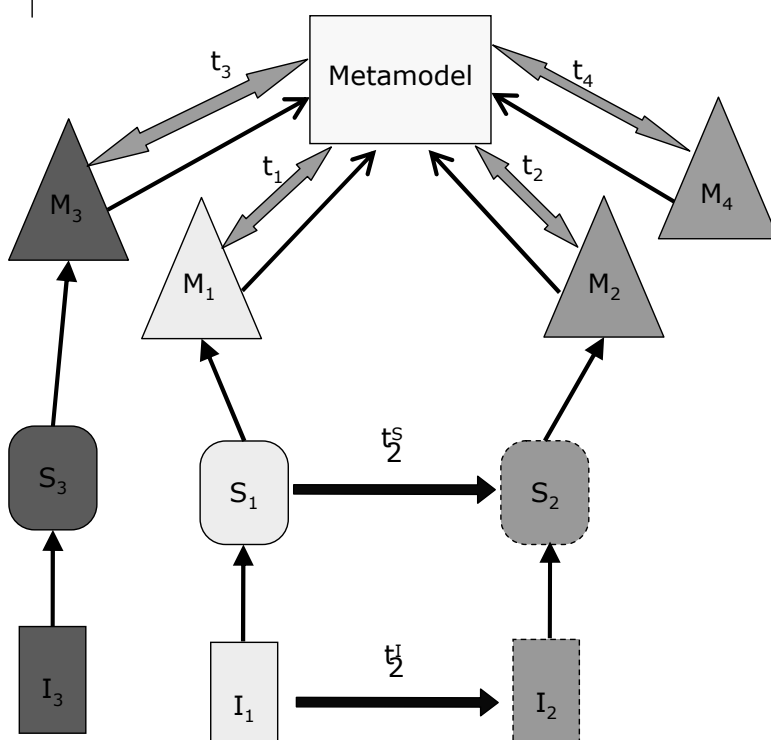 Metamodel
t₃
t₄
t₁
t₂
M₃
M₄
M₁
M₂
t₂ˢ
S₃
S₁
S₂
t₂ᴵ
I₃
I₁
I₂